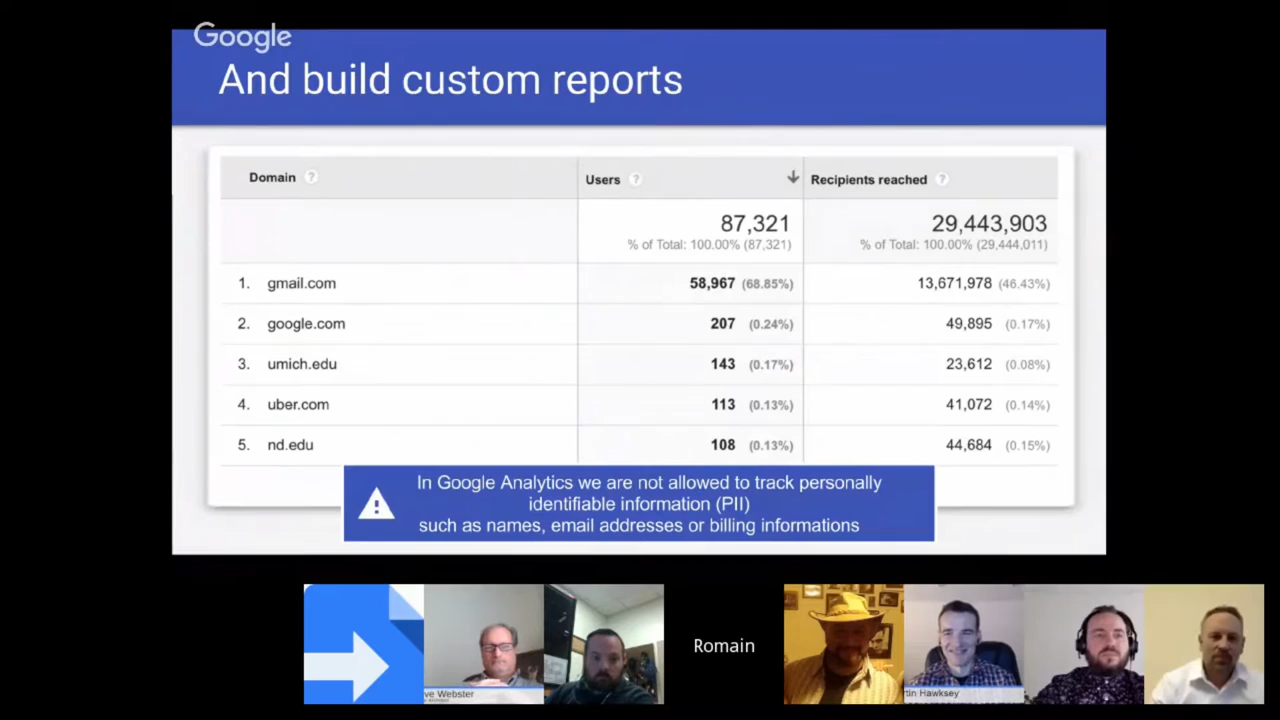 Google
And build custom reports
Domain ? Users ? Recipients reached ?
87,321 29,443,903
% of Total: 100.00% (87,321) % of Total: 100.00% (29,444,011)
1. gmail.com 58,967 (68.85%) 13,671,978 (46.43%)
2. google.com 207 (0.24%) 49,895 (0.17%)
3. umich.edu 143 (0.17%) 23,612 (0.08%)
4. uber.com 113 (0.13%) 41,072 (0.14%)
5. nd.edu 108 (0.13%) 44,684 (0.15%)
In Google Analytics we are not allowed to track personally
identifiable information (PII)
such as names, email addresses or billing informations
Romain
ve Webster
tin Hawksey